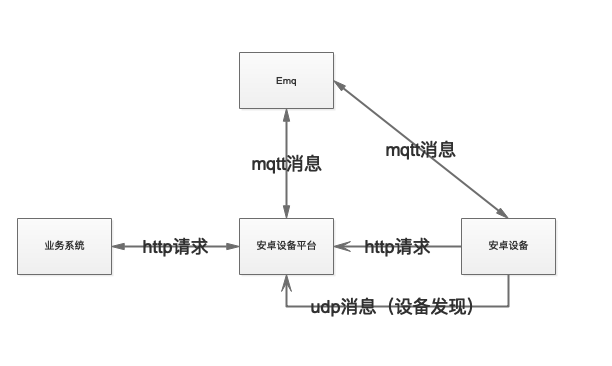 Emq
mqtt消息
mqtt消息
业务系统
http请求
安卓设备平台
http请求
安卓设备
udp消息（设备发现）